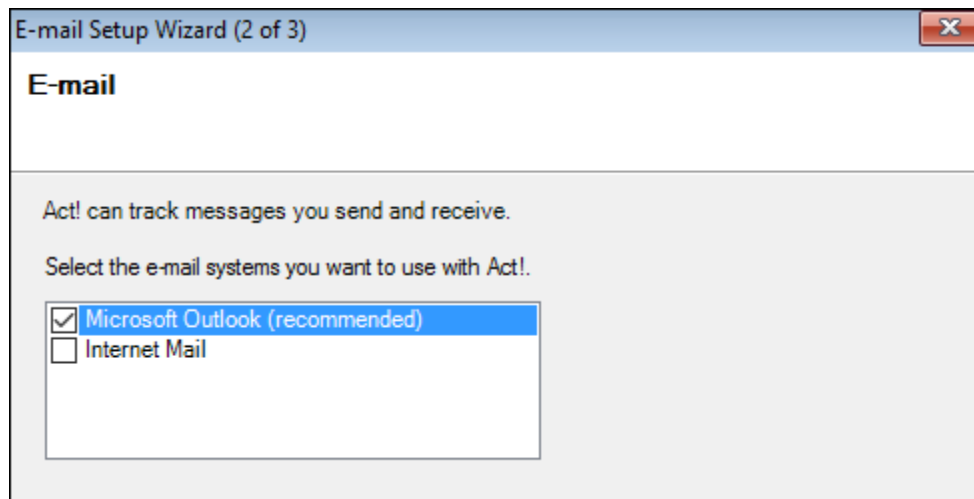 E-mail Setup Wizard (2 of 3)
E-mail
Act! can track messages you send and receive.
Select the e-mail systems you want to use with Act!.
Microsoft Outlook (recommended)
Internet Mail